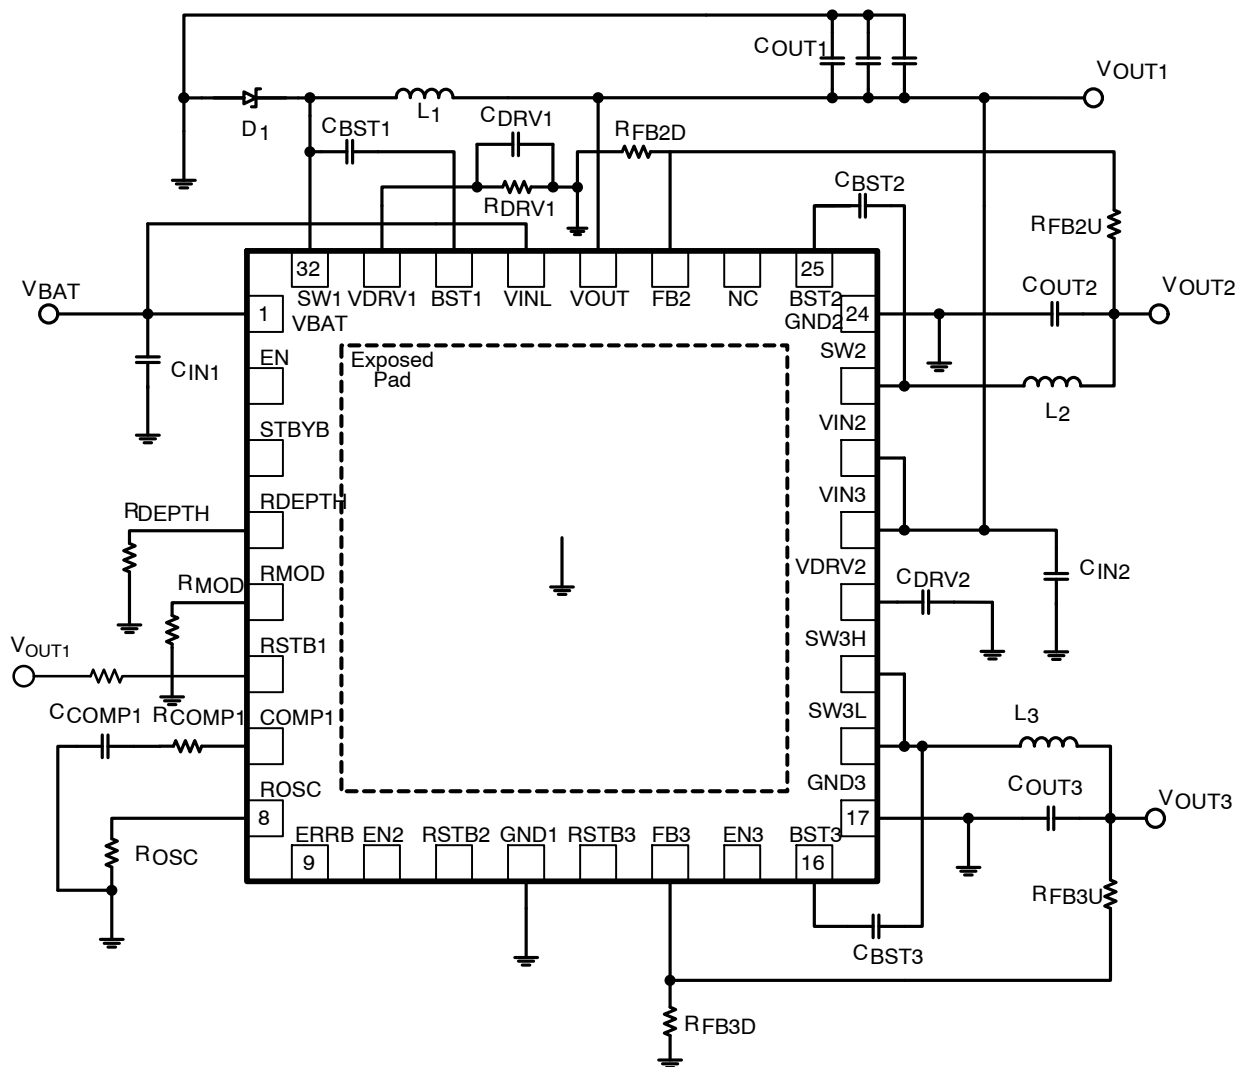 COUT1
VOUT1
D1
L1
CBST1
CDRV1
RDRV1
RFB2D
CBST2
RFB2U
VBAT
32
25
SW1
VDRV1
BST1
VINL
VOUT
FB2
NC
BST2
COUT2
VOUT2
1
VBAT
GND2
24
CIN1
EN
Exposed
Pad
SW2
L2
STBYB
VIN2
RDEPTH
RDEPTH
VIN3
RMOD
RMOD
VDRV2
CDRV2
CIN2
VOUT1
RSTB1
SW3H
CCOMP1
RCOMP1
COMP1
SW3L
L3
ROSC
GND3
COUT3
VOUT3
8
17
ROSC
ERRB
EN2
RSTB2
GND1
RSTB3
FB3
EN3
BST3
9
16
RFB3U
CBST3
RFB3D